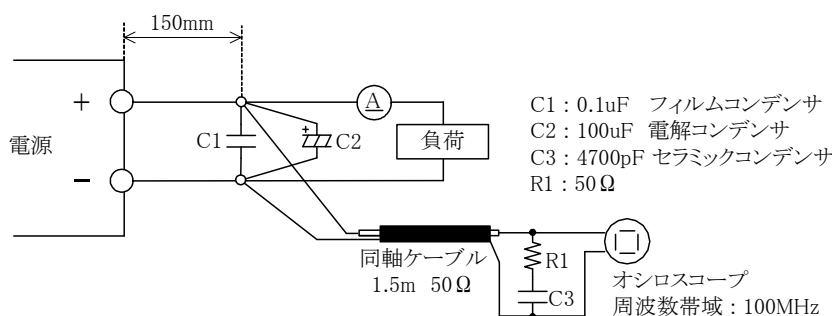 150mm
+
電源
−
C1
+
C2
A
負荷
C1 : 0.1uF フィルムコンデンサ
C2 : 100uF 電解コンデンサ
C3 : 4700pF セラミックコンデンサ
R1 : 50Ω
同軸ケーブル
1.5m 50Ω
R1
C3
オシロスコープ
周波数帯域 : 100MHz